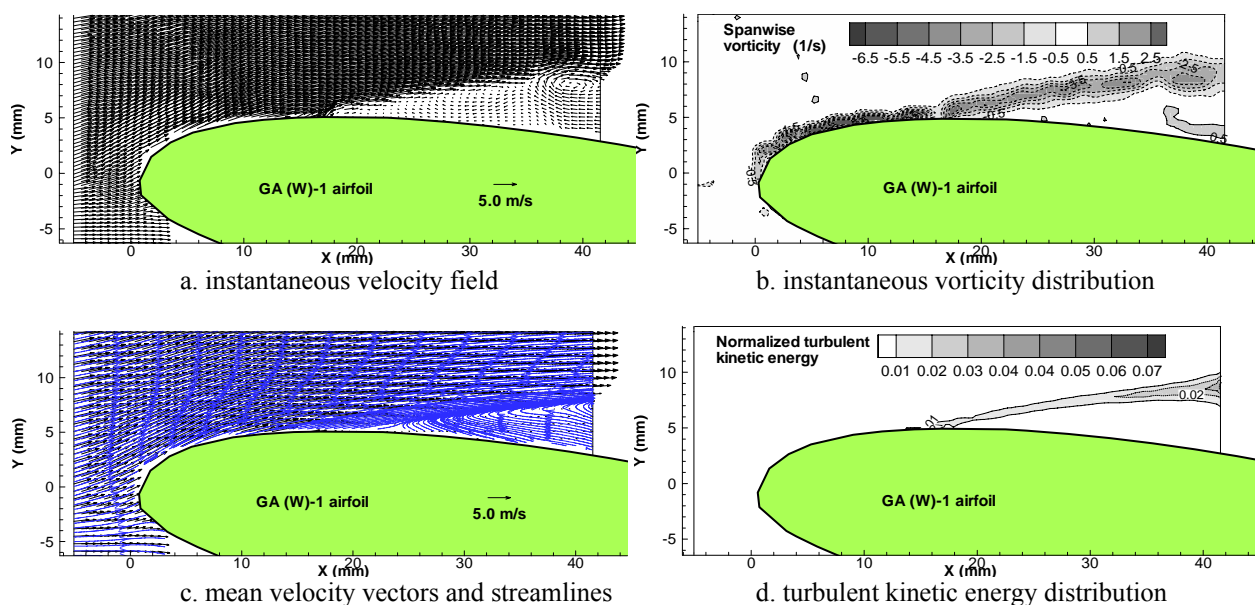 Y (mm)
10
5
0
-5
GA (W)-1 airfoil
5.0 m/s
0 10 20 30 40
X (mm)
a. instantaneous velocity field
Spanwise
vorticity (1/s)
-6.5 -5.5 -4.5 -3.5 -2.5 -1.5 -0.5 0.5 1.5 2.5
Y (mm)
10
5
0
-5
GA (W)-1 airfoil
0 10 20 30 40
X (mm)
b. instantaneous vorticity distribution
Y (mm)
10
5
0
-5
GA (W)-1 airfoil
5.0 m/s
0 10 20 30 40
X (mm)
c. mean velocity vectors and streamlines
Normalized turbulent
kinetic energy
0.01 0.02 0.03 0.04 0.04 0.05 0.06 0.07
0.02
Y (mm)
10
5
0
-5
GA (W)-1 airfoil
0 10 20 30 40
X (mm)
d. turbulent kinetic energy distribution